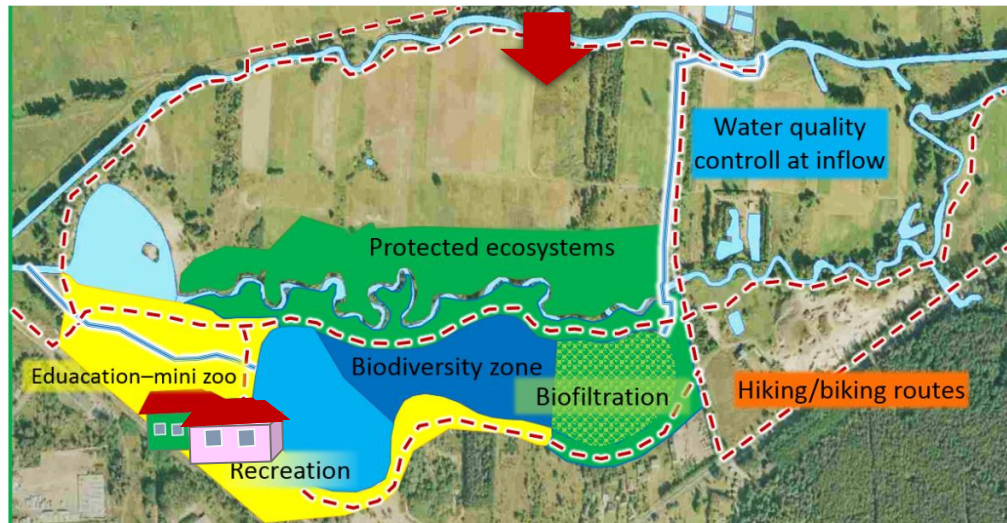 Water quality
controll at inflow
Protected ecosystems
Biodiversity zone
Eduacation–mini zoo
Biofiltration
Hiking/biking routes
Recreation